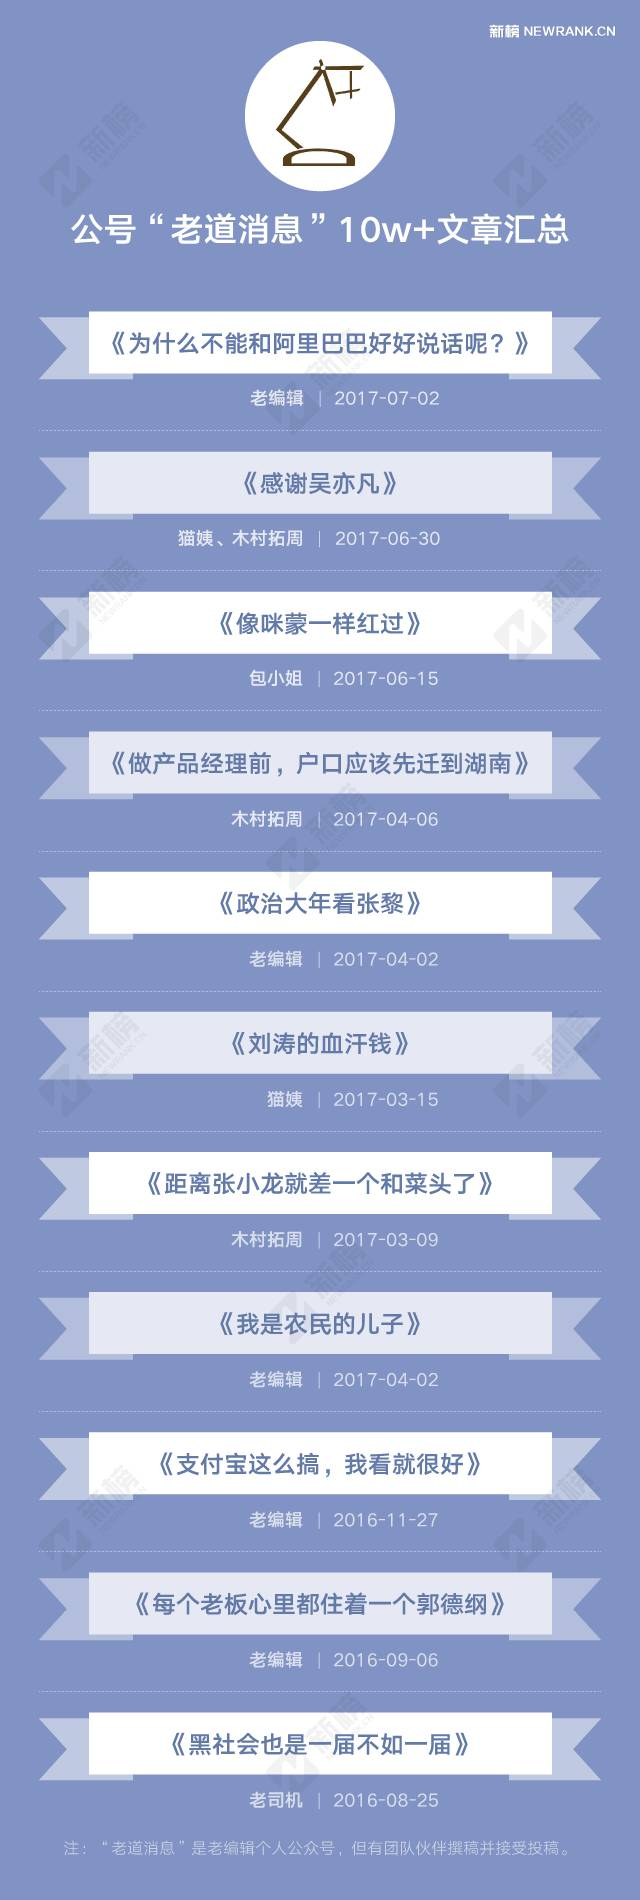 新榜 NEWRANK.CN
公号“老道消息”10w+文章汇总
《为什么不能和阿里巴巴好好说话呢？》
老编辑 | 2017-07-02
《感谢吴亦凡》
猫姨、木村拓周 | 2017-06-30
《像咪蒙一样红过》
包小姐 | 2017-06-15
《做产品经理前，户口应该先迁到湖南》
木村拓周 | 2017-04-06
《政治大年看张黎》
老编辑 | 2017-04-02
《刘涛的血汗钱》
猫姨 | 2017-03-15
《距离张小龙就差一个和菜头了》
木村拓周 | 2017-03-09
《我是农民的儿子》
老编辑 | 2017-04-02
《支付宝这么搞，我看就很好》
老编辑 | 2016-11-27
《每个老板心里都住着一个郭德纲》
老编辑 | 2016-09-06
《黑社会也是一届不如一届》
老司机 | 2016-08-25
注：“老道消息”是老编辑个人公众号，但有团队伙伴撰稿并接受投稿。